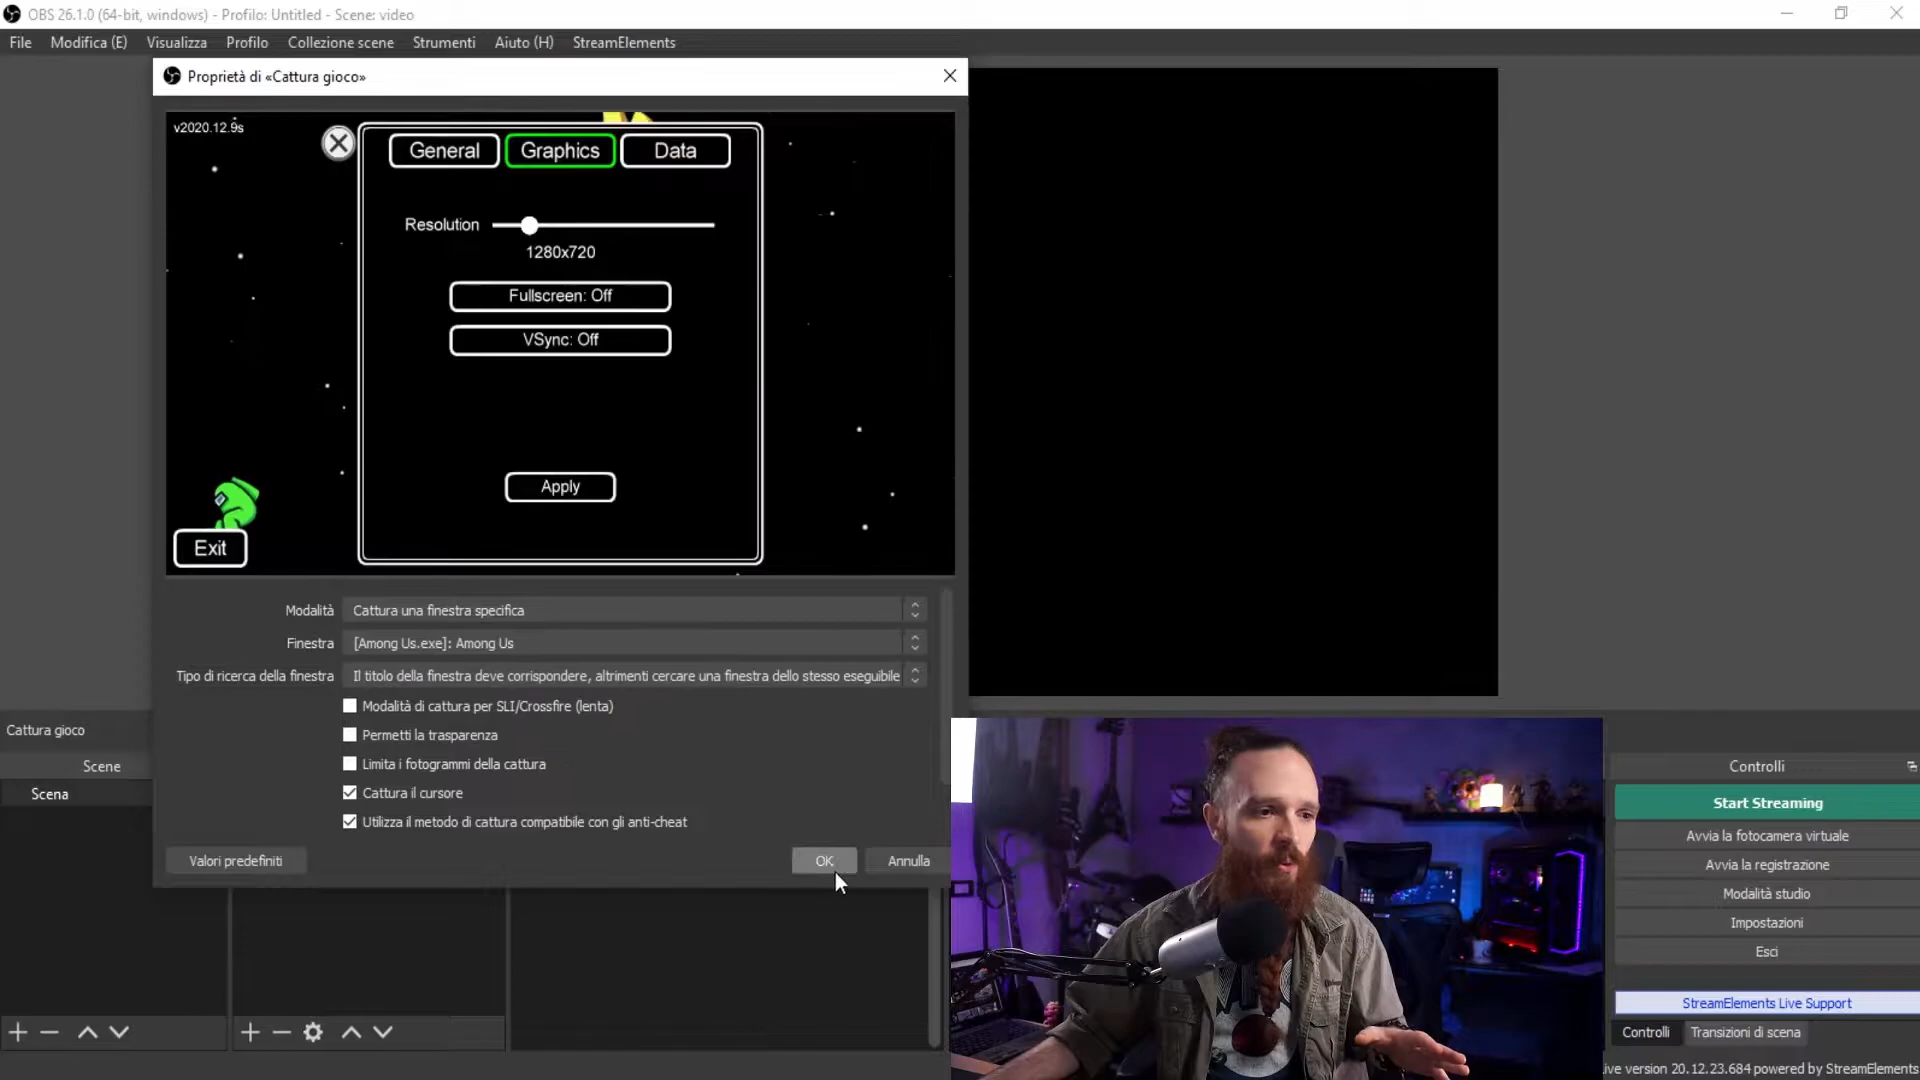 OBS 26.1.0 (64-bit, windows) - Profilo: Untitled - Scene: video
File Modifica (E) Visualizza Profilo Collezione scene Strumenti Aiuto (H) StreamElements
Proprietà di «Cattura gioco»
v2020.12.9s
General Graphics Data
Resolution
1280x720
Fullscreen: Off
VSync: Off
Apply
Exit
Modalità Cattura una finestra specifica
Finestra [Among Us.exe]: Among Us
Tipo di ricerca della finestra Il titolo della finestra deve corrispondere, altrimenti cercare una finestra dello stesso eseguibile
Modalità di cattura per SLI/Crossfire (lenta)
Permetti la trasparenza
Limita i fotogrammi della cattura
Cattura il cursore
Utilizza il metodo di cattura compatibile con gli anti-cheat
Valori predefiniti OK Annulla
Cattura gioco
Scene
Scena
Controlli
Start Streaming
Avvia la fotocamera virtuale
Avvia la registrazione
Modalità studio
Impostazioni
Esci
StreamElements Live Support
Controlli Transizioni di scena
ive version 20.12.23.684 powered by StreamElements